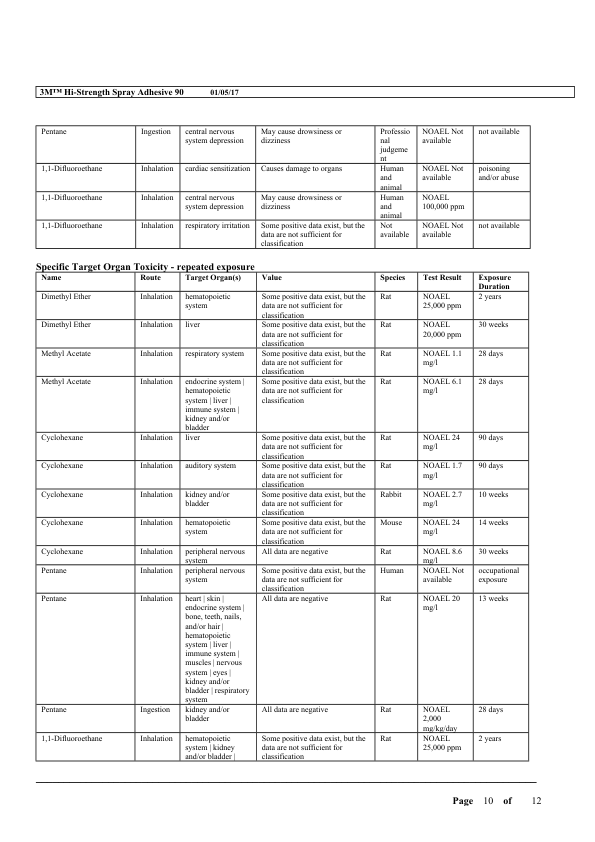 3M™ Hi-Strength Spray Adhesive 90 01/05/17
Pentane Ingestion central nervous May cause drowsiness or Professio NOAEL Not not available
system depression dizziness nal available
judgeme
nt
1,1-Difluoroethane Inhalation cardiac sensitization Causes damage to organs Human NOAEL Not poisoning
and available and/or abuse
animal
1,1-Difluoroethane Inhalation central nervous May cause drowsiness or Human NOAEL
system depression dizziness and 100,000 ppm
animal
1,1-Difluoroethane Inhalation respiratory irritation Some positive data exist, but the Not NOAEL Not not available
data are not sufficient for available available
classification
Specific Target Organ Toxicity - repeated exposure
Name Route Target Organ(s) Value Species Test Result Exposure
Duration
Dimethyl Ether Inhalation hematopoietic Some positive data exist, but the Rat NOAEL 2 years
system data are not sufficient for 25,000 ppm
classification
Dimethyl Ether Inhalation liver Some positive data exist, but the Rat NOAEL 30 weeks
data are not sufficient for 20,000 ppm
classification
Methyl Acetate Inhalation respiratory system Some positive data exist, but the Rat NOAEL 1.1 28 days
data are not sufficient for mg/l
classification
Methyl Acetate Inhalation endocrine system | Some positive data exist, but the Rat NOAEL 6.1 28 days
hematopoietic data are not sufficient for mg/l
system | liver | classification
immune system |
kidney and/or
bladder
Cyclohexane Inhalation liver Some positive data exist, but the Rat NOAEL 24 90 days
data are not sufficient for mg/l
classification
Cyclohexane Inhalation auditory system Some positive data exist, but the Rat NOAEL 1.7 90 days
data are not sufficient for mg/l
classification
Cyclohexane Inhalation kidney and/or Some positive data exist, but the Rabbit NOAEL 2.7 10 weeks
bladder data are not sufficient for mg/l
classification
Cyclohexane Inhalation hematopoietic Some positive data exist, but the Mouse NOAEL 24 14 weeks
system data are not sufficient for mg/l
classification
Cyclohexane Inhalation peripheral nervous All data are negative Rat NOAEL 8.6 30 weeks
system mg/l
Pentane Inhalation peripheral nervous Some positive data exist, but the Human NOAEL Not occupational
system data are not sufficient for available exposure
classification
Pentane Inhalation heart | skin | All data are negative Rat NOAEL 20 13 weeks
endocrine system | mg/l
bone, teeth, nails,
and/or hair |
hematopoietic
system | liver |
immune system |
muscles | nervous
system | eyes |
kidney and/or
bladder | respiratory
system
Pentane Ingestion kidney and/or All data are negative Rat NOAEL 28 days
bladder 2,000
mg/kg/day
1,1-Difluoroethane Inhalation hematopoietic Some positive data exist, but the Rat NOAEL 2 years
system | kidney data are not sufficient for 25,000 ppm
and/or bladder | classification
Page 10 of 12